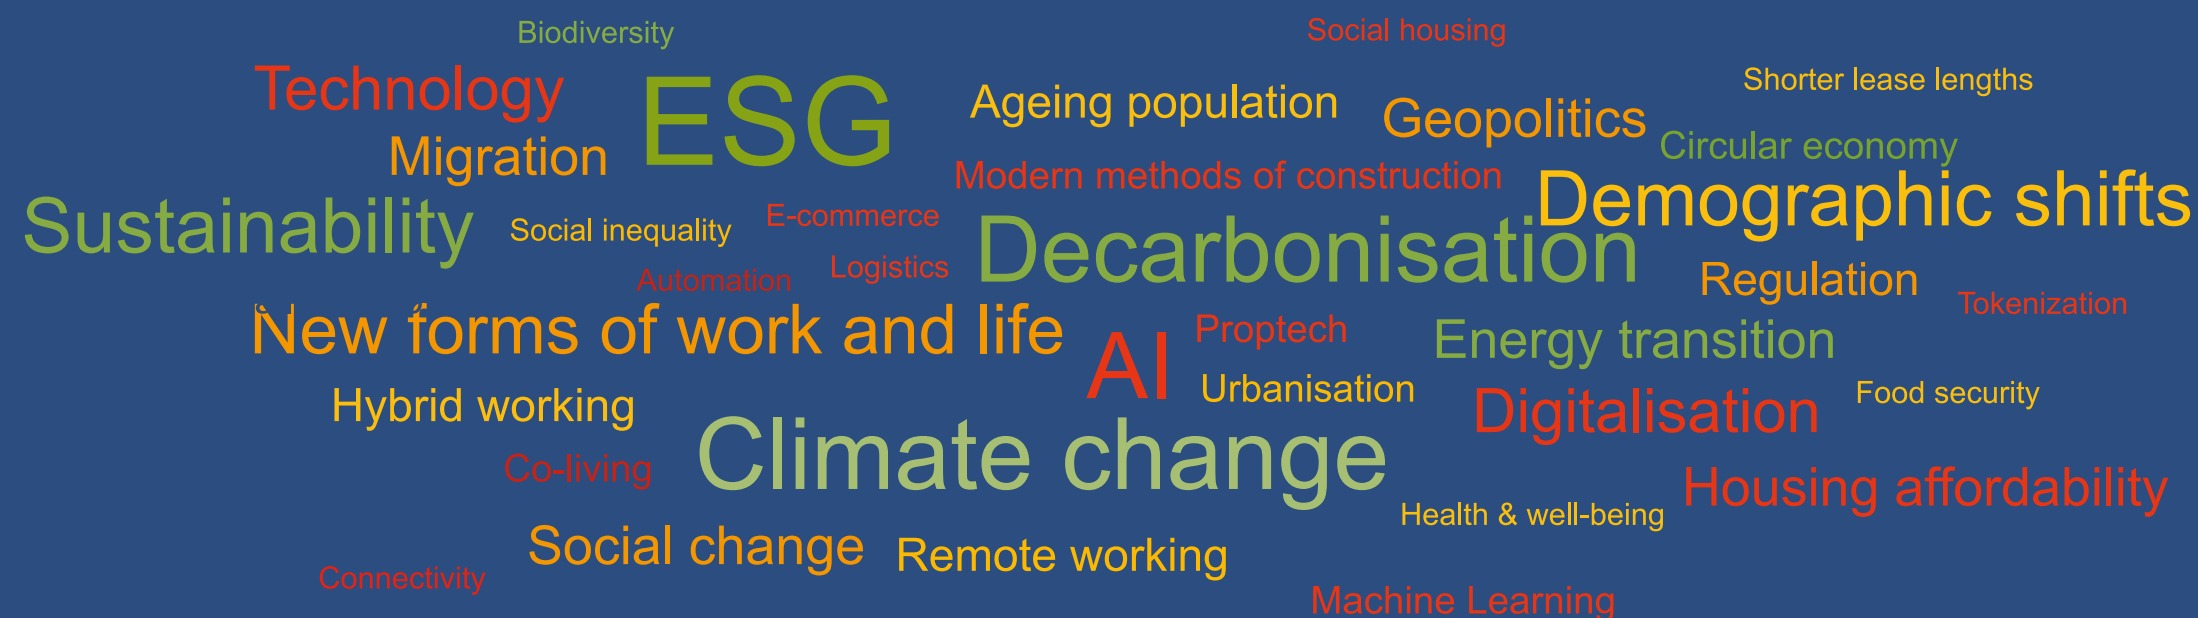 Biodiversity
Social housing
Technology
ESG
Ageing population
Geopolitics
Shorter lease lengths
Migration
Modern methods of construction
Circular economy
Demographic shifts
Sustainability
Social inequality
E-commerce
Decarbonisation
Automation
Logistics
Regulation
Tokenization
New forms of work and life
AI
Proptech
Energy transition
Hybrid working
Urbanisation
Digitalisation
Food security
Co-living
Climate change
Housing affordability
Health & well-being
Social change
Remote working
Connectivity
Machine Learning